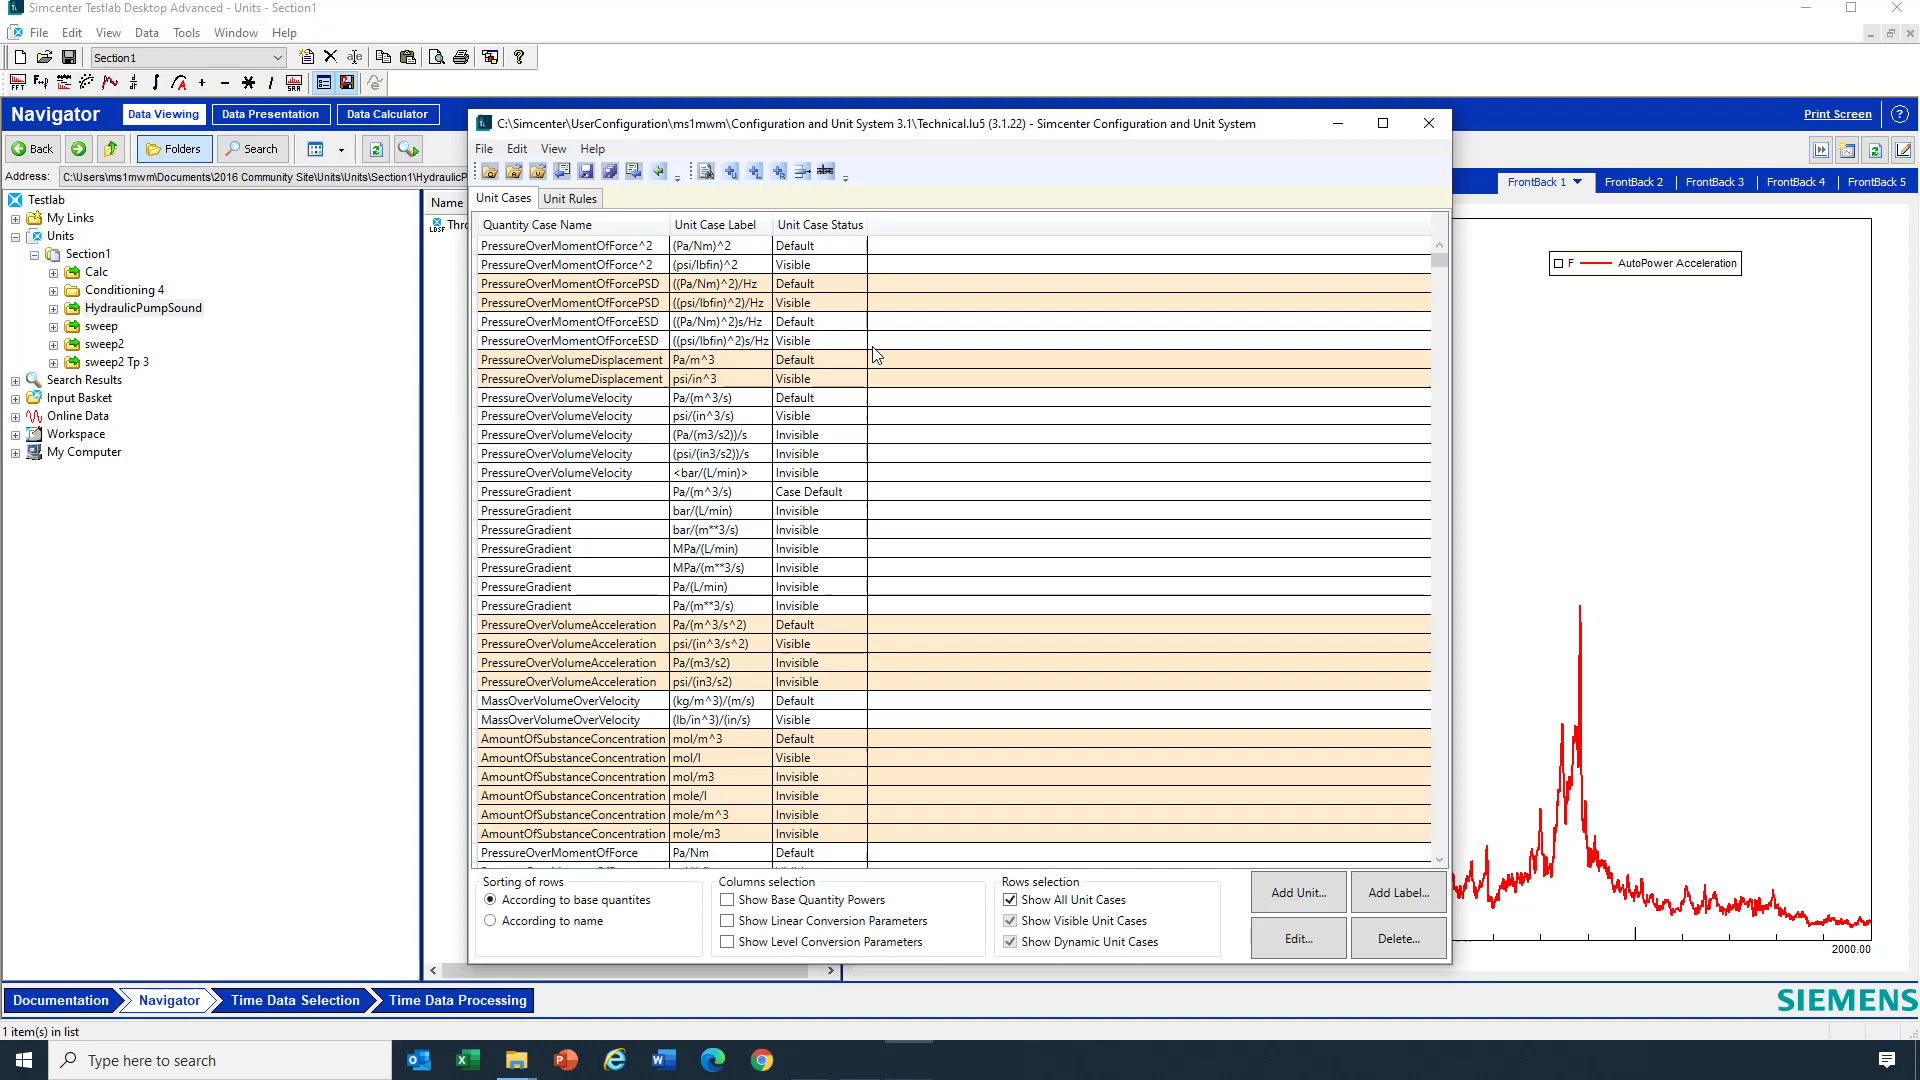 Simcenter Testlab Desktop Advanced - Units - Section1
File Edit View Data Tools Window Help
Section1
Navigator Data Viewing Data Presentation Data Calculator Print Screen
Back Folders Search
Address: C:\Users\ms1mwm\Documents\2016 Community Site\Units\Units\Section1\HydraulicP
Testlab
My Links
Units
Section1
Calc
Conditioning 4
HydraulicPumpSound
sweep
sweep2
sweep2 Tp 3
Search Results
Input Basket
Online Data
Workspace
My Computer
Name
LDSF Thro
C:\Simcenter\UserConfiguration\ms1mwm\Configuration and Unit System 3.1\Technical.lu5 (3.1.22) - Simcenter Configuration and Unit System
File Edit View Help
Unit Cases Unit Rules
Quantity Case Name Unit Case Label Unit Case Status
PressureOverMomentOfForce^2 (Pa/Nm)^2 Default
PressureOverMomentOfForce^2 (psi/lbfin)^2 Visible
PressureOverMomentOfForcePSD ((Pa/Nm)^2)/Hz Default
PressureOverMomentOfForcePSD ((psi/lbfin)^2)/Hz Visible
PressureOverMomentOfForceESD ((Pa/Nm)^2)s/Hz Default
PressureOverMomentOfForceESD ((psi/lbfin)^2)s/Hz Visible
PressureOverVolumeDisplacement Pa/m^3 Default
PressureOverVolumeDisplacement psi/in^3 Visible
PressureOverVolumeVelocity Pa/(m^3/s) Default
PressureOverVolumeVelocity psi/(in^3/s) Visible
PressureOverVolumeVelocity (Pa/(m3/s2))/s Invisible
PressureOverVolumeVelocity (psi/(in3/s2))/s Invisible
PressureOverVolumeVelocity <bar/(L/min)> Invisible
PressureGradient Pa/(m^3/s) Case Default
PressureGradient bar/(L/min) Invisible
PressureGradient bar/(m**3/s) Invisible
PressureGradient MPa/(L/min) Invisible
PressureGradient MPa/(m**3/s) Invisible
PressureGradient Pa/(L/min) Invisible
PressureGradient Pa/(m**3/s) Invisible
PressureOverVolumeAcceleration Pa/(m^3/s^2) Default
PressureOverVolumeAcceleration psi/(in^3/s^2) Visible
PressureOverVolumeAcceleration Pa/(m3/s2) Invisible
PressureOverVolumeAcceleration psi/(in3/s2) Invisible
MassOverVolumeOverVelocity (kg/m^3)/(m/s) Default
MassOverVolumeOverVelocity (lb/in^3)/(in/s) Visible
AmountOfSubstanceConcentration mol/m^3 Default
AmountOfSubstanceConcentration mol/l Visible
AmountOfSubstanceConcentration mol/m3 Invisible
AmountOfSubstanceConcentration mole/l Invisible
AmountOfSubstanceConcentration mole/m^3 Invisible
AmountOfSubstanceConcentration mole/m3 Invisible
PressureOverMomentOfForce Pa/Nm Default
Sorting of rows Columns selection Rows selection
According to base quantites Show Base Quantity Powers Show All Unit Cases
According to name Show Linear Conversion Parameters Show Visible Unit Cases
Show Level Conversion Parameters Show Dynamic Unit Cases
Add Unit... Add Label...
Edit... Delete...
FrontBack 1 FrontBack 2 FrontBack 3 FrontBack 4 FrontBack 5
F AutoPower Acceleration
2000.00
Documentation Navigator Time Data Selection Time Data Processing
SIEMENS
1 item(s) in list
Type here to search